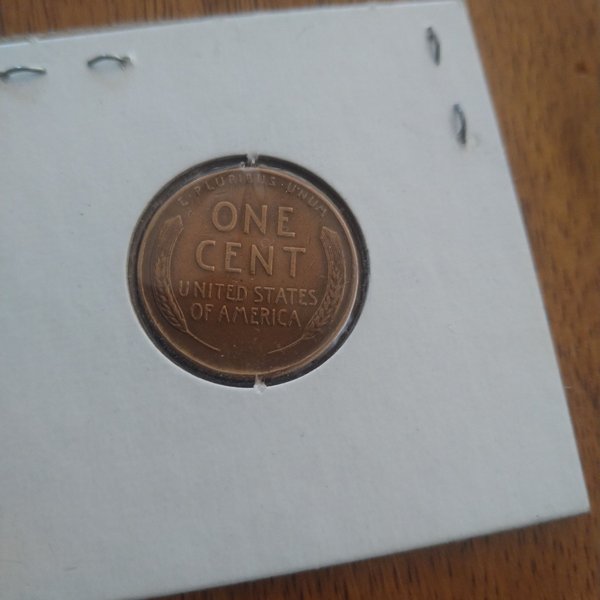 E·PLURIBUS·UNUM
ONE
CENT
UNITED STATES
OF AMERICA